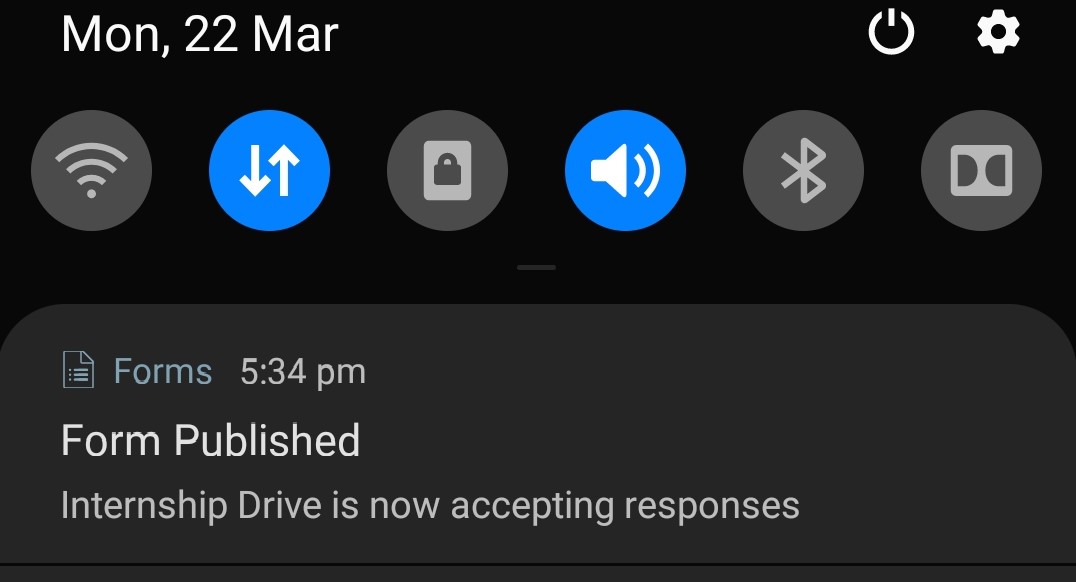 Mon, 22 Mar
Forms 5:34 pm
Form Published
Internship Drive is now accepting responses